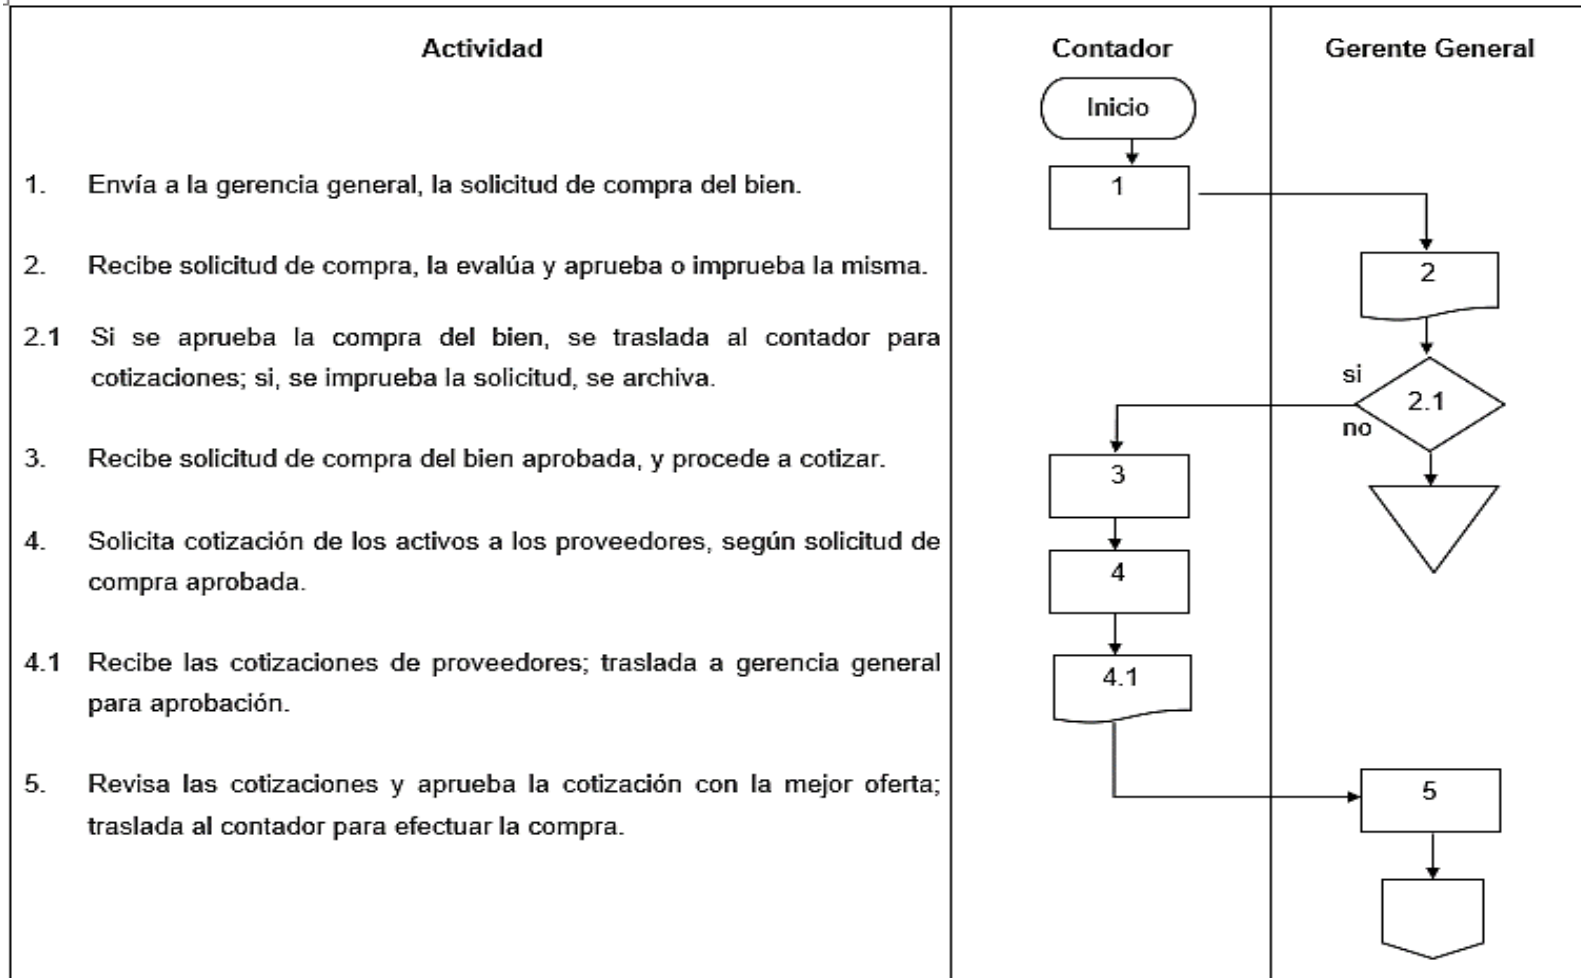 Actividad
Contador
Gerente General
Inicio
1. Envía a la gerencia general, la solicitud de compra del bien.
1
2. Recibe solicitud de compra, la evalúa y aprueba o imprueba la misma.
2
2.1 Si se aprueba la compra del bien, se traslada al contador para
cotizaciones; si, se imprueba la solicitud, se archiva.
si
2.1
no
3. Recibe solicitud de compra del bien aprobada, y procede a cotizar.
3
4. Solicita cotización de los activos a los proveedores, según solicitud de
compra aprobada.
4
4.1 Recibe las cotizaciones de proveedores; traslada a gerencia general
para aprobación.
4.1
5. Revisa las cotizaciones y aprueba la cotización con la mejor oferta;
traslada al contador para efectuar la compra.
5